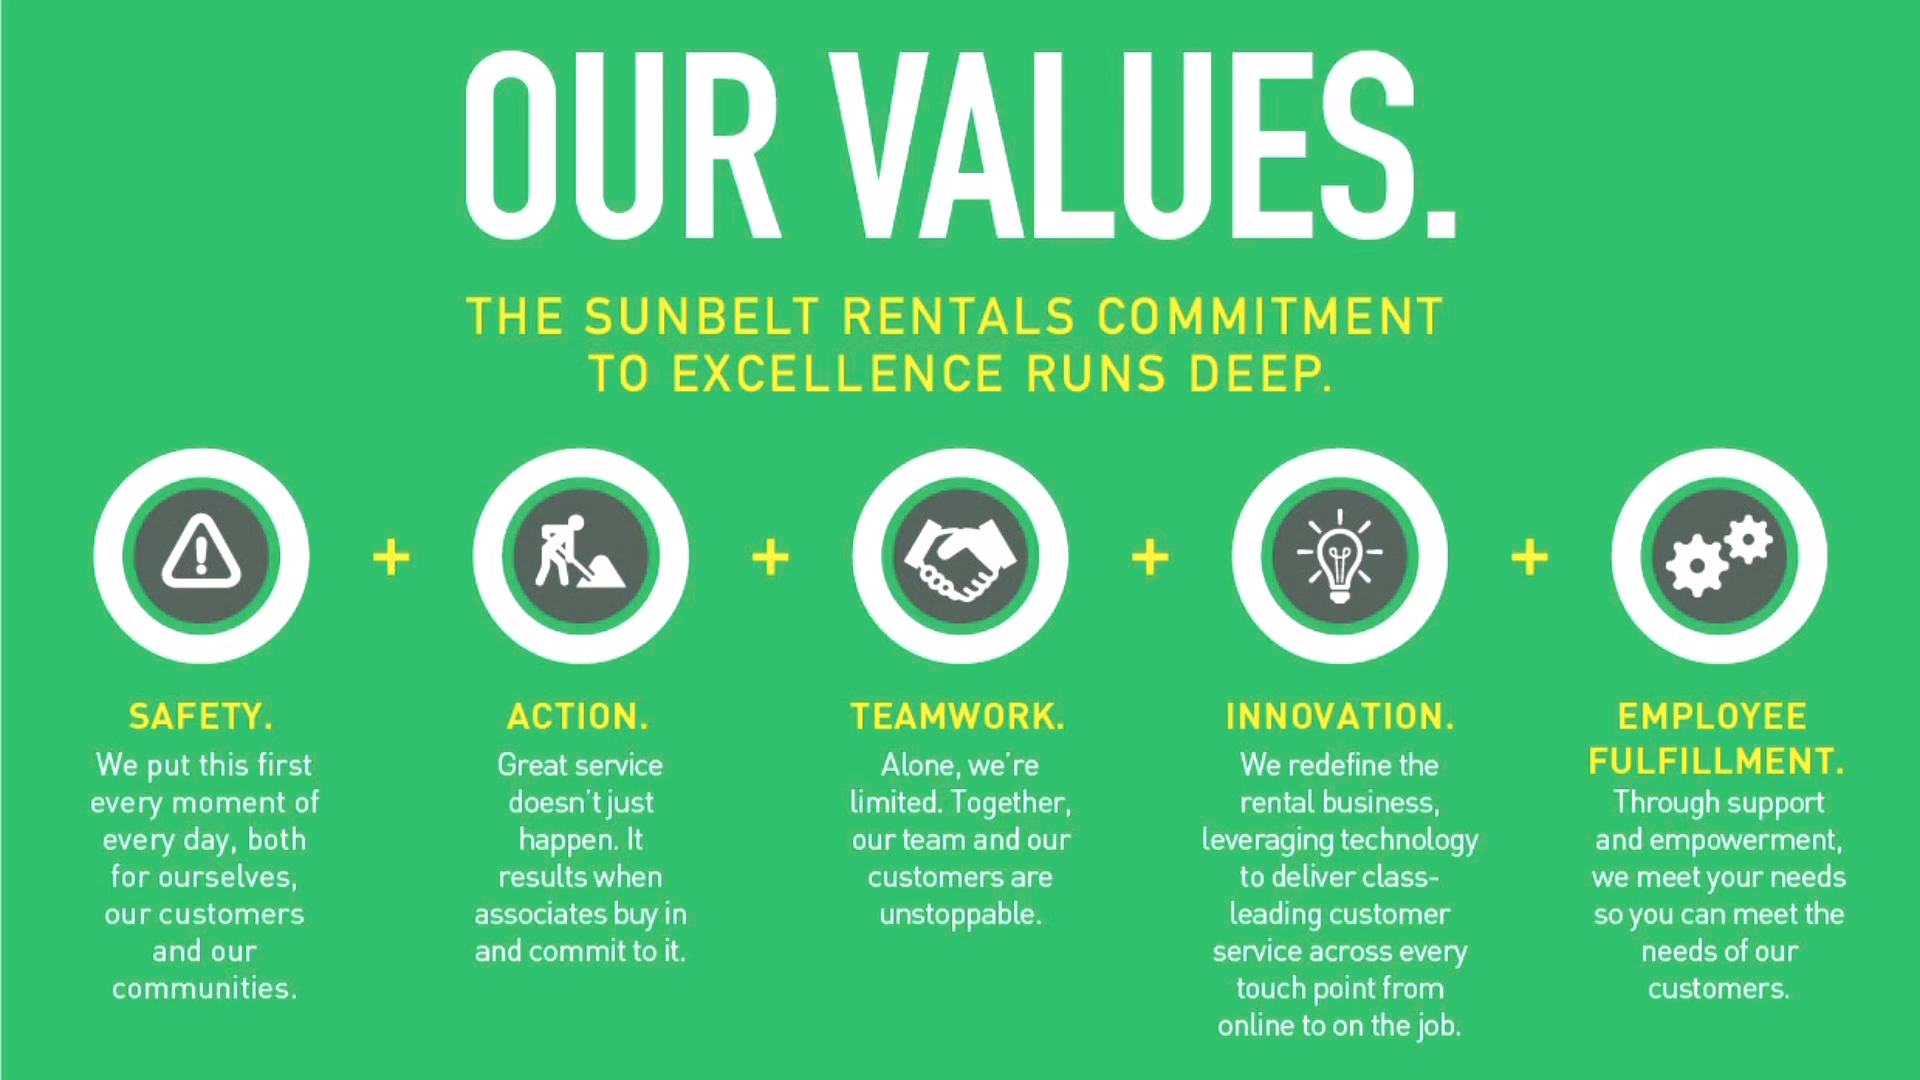 OUR VALUES.
THE SUNBELT RENTALS COMMITMENT
TO EXCELLENCE RUNS DEEP.
+ + + +
SAFETY.
We put this first
every moment of
every day, both
for ourselves,
our customers
and our
communities.
ACTION.
Great service
doesn't just
happen. It
results when
associates buy in
and commit to it.
TEAMWORK.
Alone, we're
limited. Together,
our team and our
customers are
unstoppable.
INNOVATION.
We redefine the
rental business,
leveraging technology
to deliver class-
leading customer
service across every
touch point from
online to on the job.
EMPLOYEE
FULFILLMENT.
Through support
and empowerment,
we meet your needs
so you can meet the
needs of our
customers.